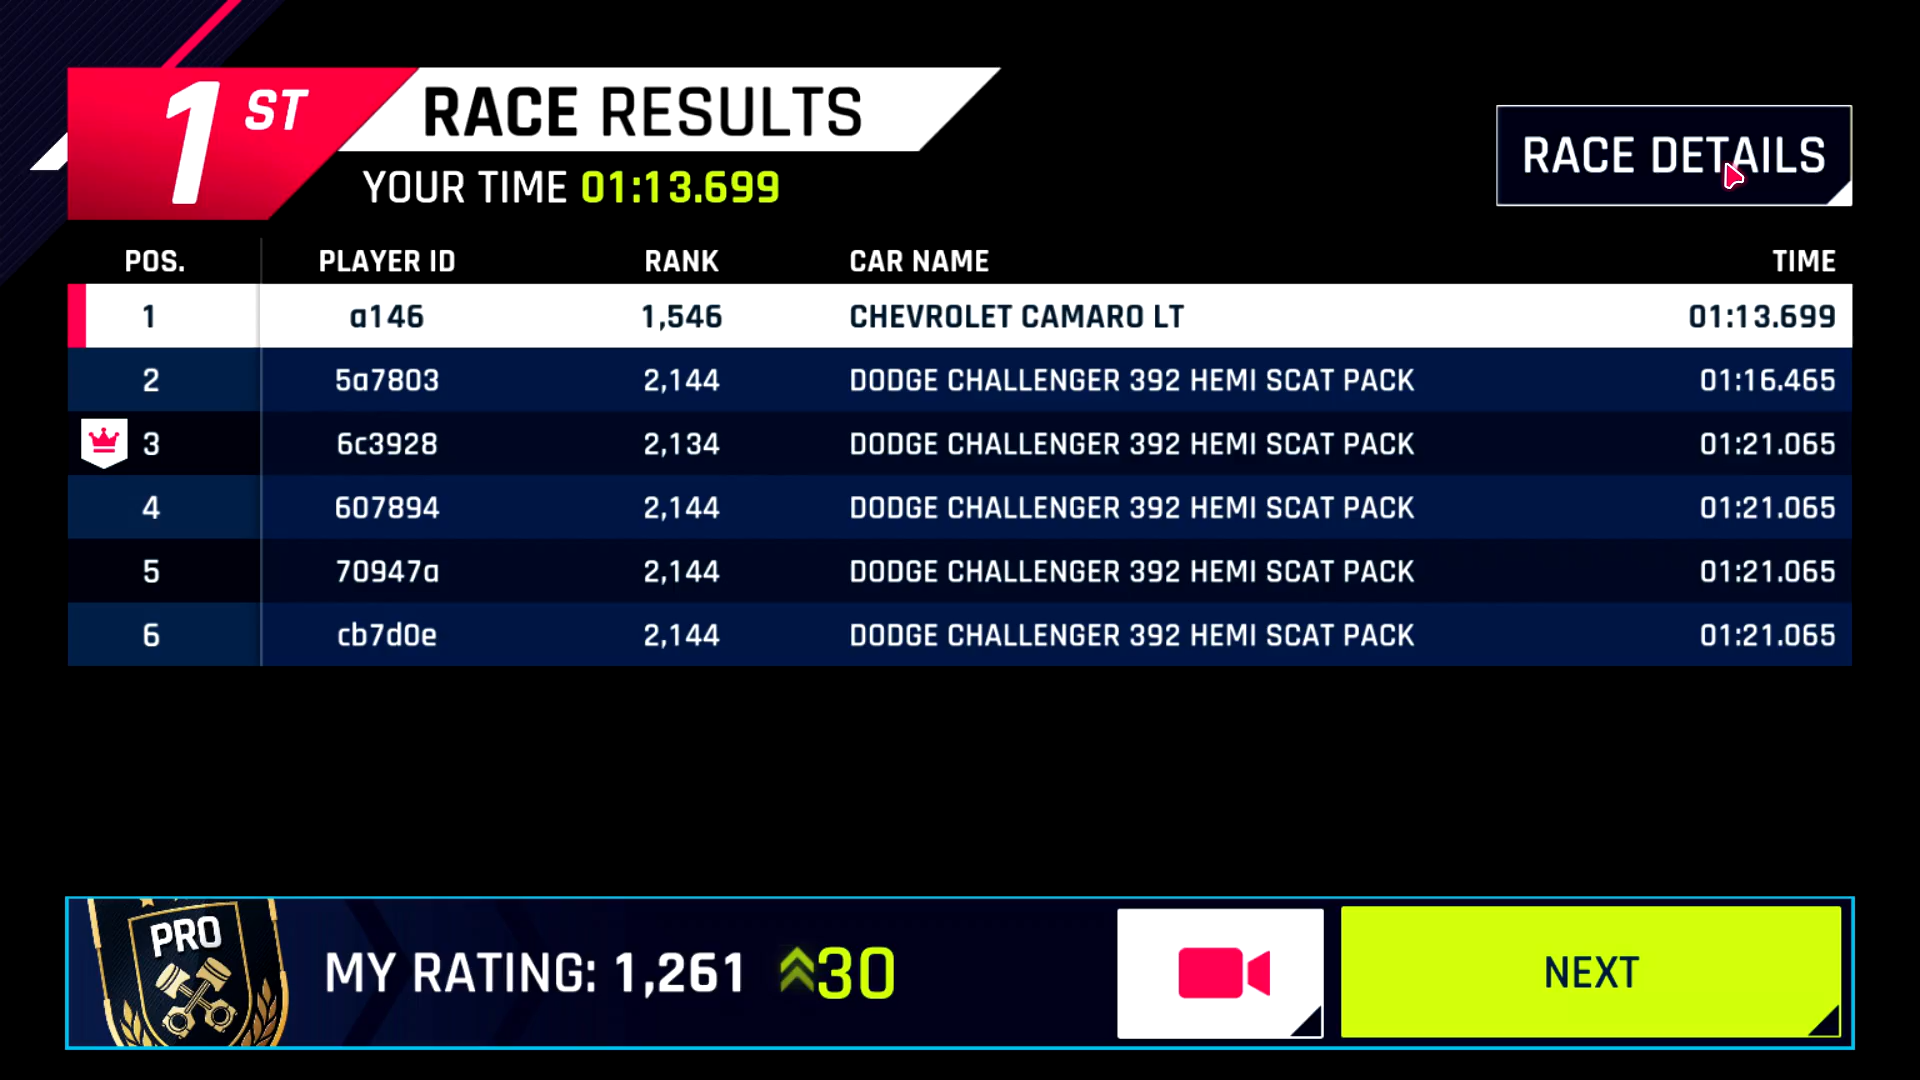 1ST
RACE RESULTS
YOUR TIME 01:13.699
RACE DETAILS
POS. PLAYER ID RANK CAR NAME TIME
1 a146 1,546 CHEVROLET CAMARO LT 01:13.699
2 5a7803 2,144 DODGE CHALLENGER 392 HEMI SCAT PACK 01:16.465
3 6c3928 2,134 DODGE CHALLENGER 392 HEMI SCAT PACK 01:21.065
4 607894 2,144 DODGE CHALLENGER 392 HEMI SCAT PACK 01:21.065
5 70947a 2,144 DODGE CHALLENGER 392 HEMI SCAT PACK 01:21.065
6 cb7d0e 2,144 DODGE CHALLENGER 392 HEMI SCAT PACK 01:21.065
PRO
MY RATING: 1,261 30
NEXT